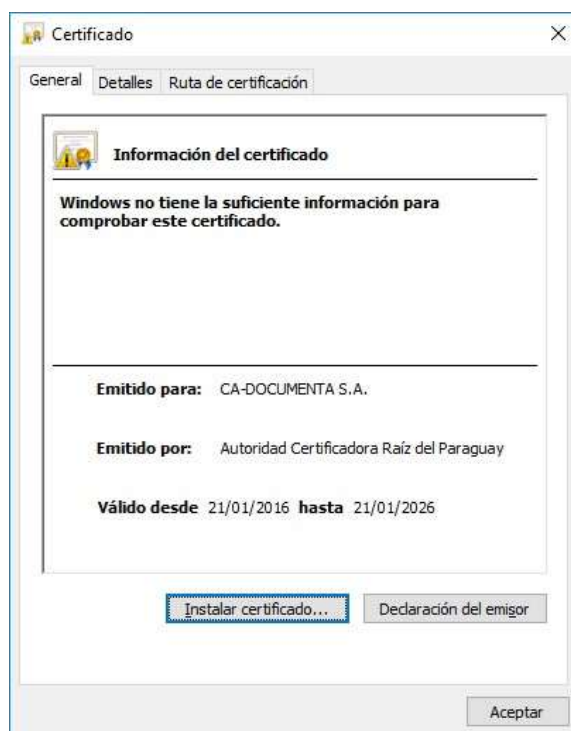 Certificado
General Detalles Ruta de certificación
Información del certificado
Windows no tiene la suficiente información para
comprobar este certificado.
Emitido para: CA-DOCUMENTA S.A.
Emitido por: Autoridad Certificadora Raíz del Paraguay
Válido desde 21/01/2016 hasta 21/01/2026
Instalar certificado... Declaración del emisor
Aceptar